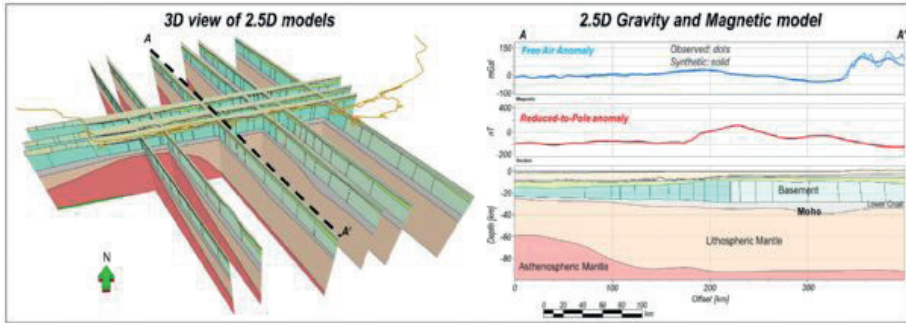 3D view of 2.5D models
A
A'
N
2.5D Gravity and Magnetic model
A
A'
Free Air Anomaly
Observed: dots
Synthetic: solid
mGal
150
100
0
-100
Magnetic
Reduced-to-Pole anomaly
nT
200
0
-200
0
-20
-40
-60
-80
Depth [km]
Basement
Lower Crust
Moho
Lithospheric Mantle
Asthenospheric Mantle
0
100
200
300
Offset [km]
0 20 40 60 80 100
km